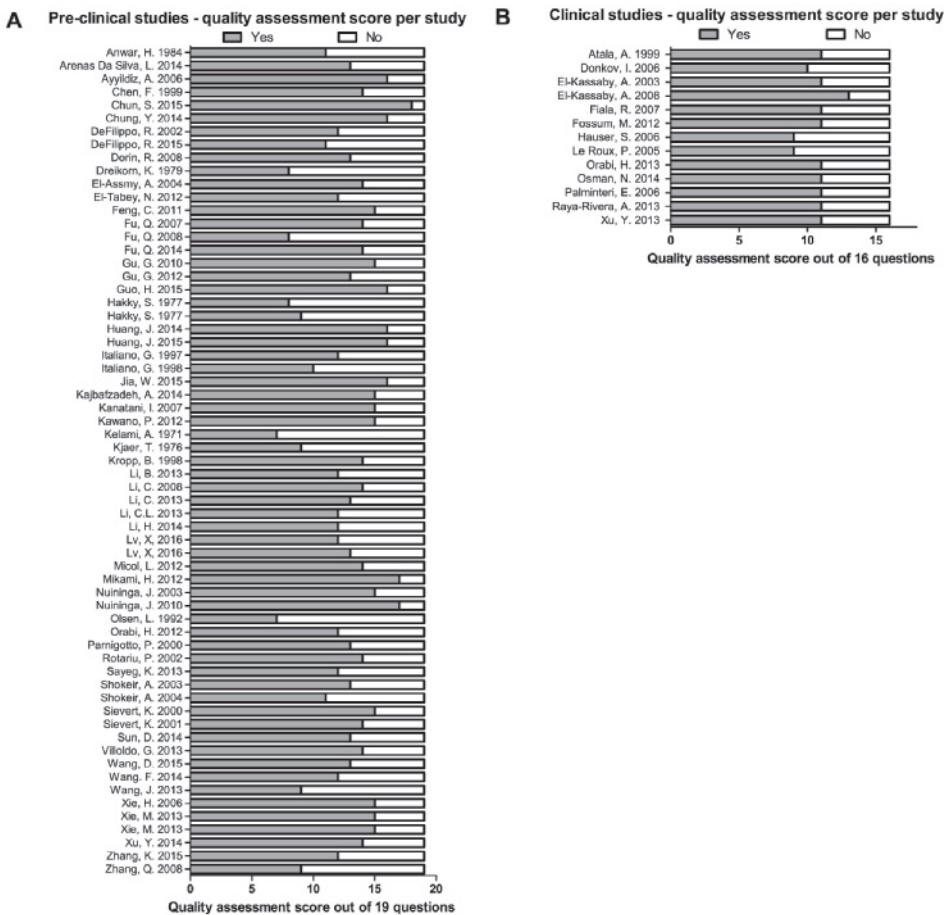 A
Pre-clinical studies - quality assessment score per study
Yes No
Anwar, H. 1984
Arenas Da Silva, L. 2014
Ayyildiz, A. 2006
Chen, F. 1999
Chun, S. 2015
Chung, Y. 2014
DeFilippo, R. 2002
DeFilippo, R. 2015
Dorin, R. 2008
Dreikorn, K. 1979
El-Assmy, A. 2004
El-Tabey, N. 2012
Feng, C. 2011
Fu, Q. 2007
Fu, Q. 2008
Fu, Q. 2014
Gu, G. 2010
Gu, G. 2012
Guo, H. 2015
Hakky, S. 1977
Hakky, S. 1977
Huang, J. 2014
Huang, J. 2015
Italiano, G. 1997
Italiano, G. 1998
Jia, W. 2015
Kajbafzadeh, A. 2014
Kanatani, I. 2007
Kawano, P. 2012
Kelami, A. 1971
Kjaer, T. 1976
Kropp, B. 1998
Li, B. 2013
Li, C. 2008
Li, C. 2013
Li, C.L. 2013
Li, H. 2014
Lv, X, 2016
Lv, X, 2016
Micol, L. 2012
Mikami, H. 2012
Nuininga, J. 2003
Nuininga, J. 2010
Olsen, L. 1992
Orabi, H. 2012
Parnigotto, P. 2000
Rotariu, P. 2002
Sayeg, K. 2013
Shokeir, A. 2003
Shokeir, A. 2004
Sievert, K. 2000
Sievert, K. 2001
Sun, D. 2014
Villoldo, G. 2013
Wang, D. 2015
Wang. F. 2014
Wang, J. 2013
Xie, H. 2006
Xie, M. 2013
Xie, M. 2013
Xu, Y. 2014
Zhang, K. 2015
Zhang, Q. 2008
0 5 10 15 20
Quality assessment score out of 19 questions
B
Clinical studies - quality assessment score per study
Yes No
Atala, A. 1999
Donkov, I. 2006
El-Kassaby, A. 2003
El-Kassaby, A. 2008
Fiala, R. 2007
Fossum, M. 2012
Hauser, S. 2006
Le Roux, P. 2005
Orabi, H. 2013
Osman, N. 2014
Palminteri, E. 2006
Raya-Rivera, A. 2013
Xu, Y. 2013
0 5 10 15
Quality assessment score out of 16 questions